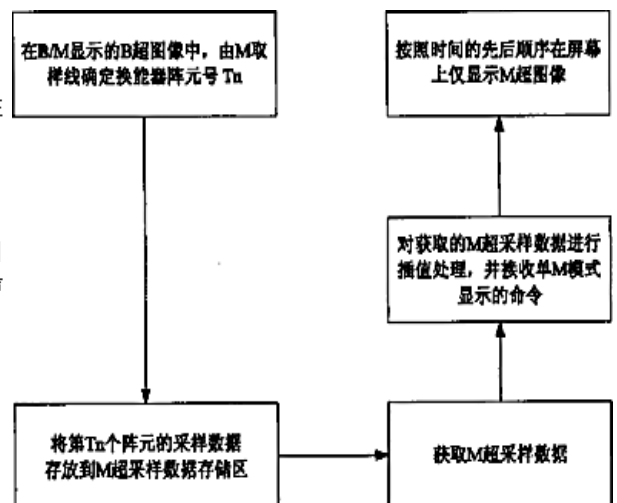 在B/M显示的B超图像中，由M取
样线确定换能器阵元号 Tn
将第Tn个阵元的采样数据
存放到M超采样数据存储区
获取M超采样数据
对获取的M超采样数据进行
插值处理，并接收单M模式
显示的命令
按照时间的先后顺序在屏幕
上仅显示M超图像